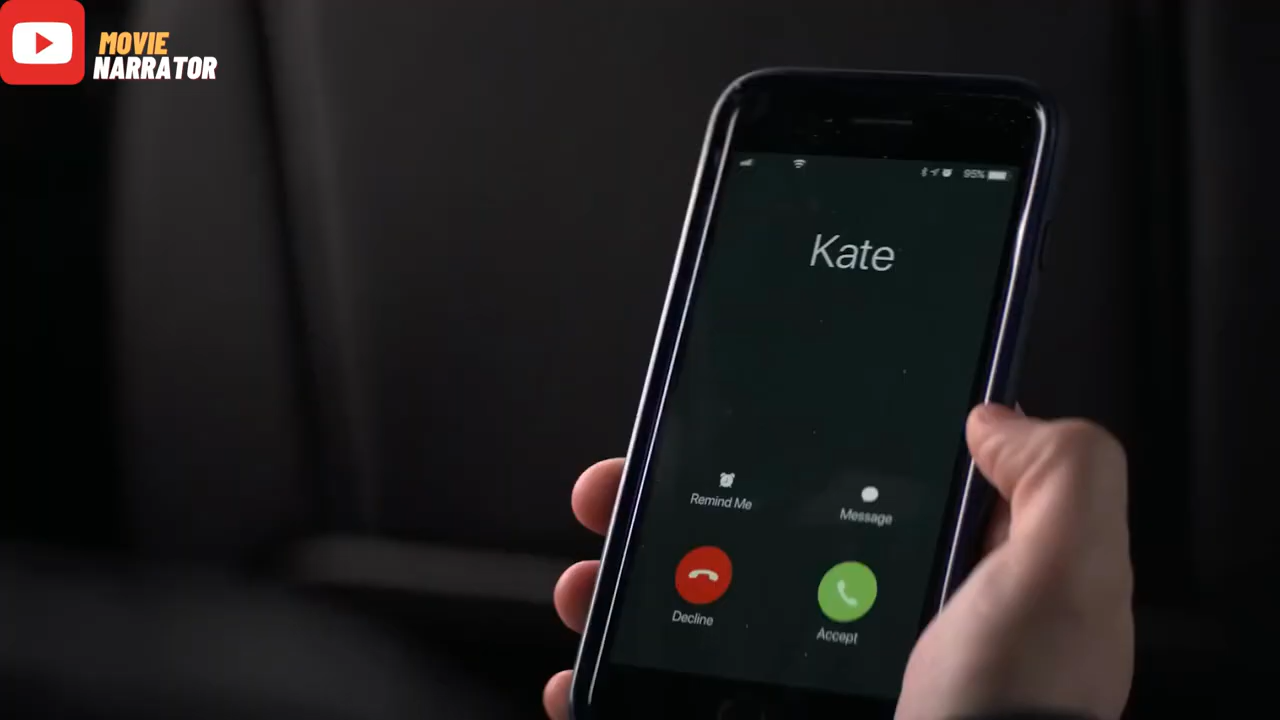 MOVIE
NARRATOR
95%
Kate
Remind Me
Message
Decline
Accept